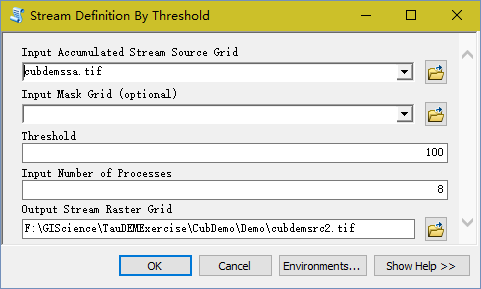 Stream Definition By Threshold
Input Accumulated Stream Source Grid
cubdemssa.tif
Input Mask Grid (optional)
Threshold
100
Input Number of Processes
8
Output Stream Raster Grid
F:\GIScience\TauDEMExercise\CubDemo\Demo\cubdemsrc2.tif
OK Cancel Environments... Show Help >>